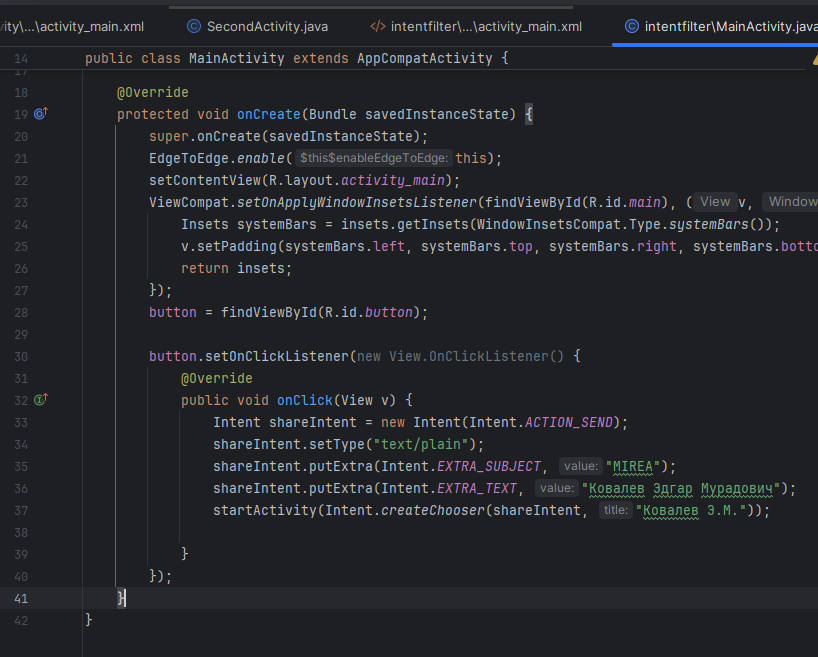 ity\...\activity_main.xml SecondActivity.java intentfilter\...\activity_main.xml intentfilter\MainActivity.java
14 public class MainActivity extends AppCompatActivity {
17
18 @Override
19 protected void onCreate(Bundle savedInstanceState) {
20 super.onCreate(savedInstanceState);
21 EdgeToEdge.enable( $this$enableEdgeToEdge: this);
22 setContentView(R.layout.activity_main);
23 ViewCompat.setOnApplyWindowInsetsListener(findViewById(R.id.main), ( View v, Window
24 Insets systemBars = insets.getInsets(WindowInsetsCompat.Type.systemBars());
25 v.setPadding(systemBars.left, systemBars.top, systemBars.right, systemBars.botto
26 return insets;
27 });
28 button = findViewById(R.id.button);
29
30 button.setOnClickListener(new View.OnClickListener() {
31 @Override
32 public void onClick(View v) {
33 Intent shareIntent = new Intent(Intent.ACTION_SEND);
34 shareIntent.setType("text/plain");
35 shareIntent.putExtra(Intent.EXTRA_SUBJECT, value: "MIREA");
36 shareIntent.putExtra(Intent.EXTRA_TEXT, value: "Ковалев Эдгар Мурадович");
37 startActivity(Intent.createChooser(shareIntent, title: "Ковалев Э.М."));
38
39 }
40 });
41 }
42 }